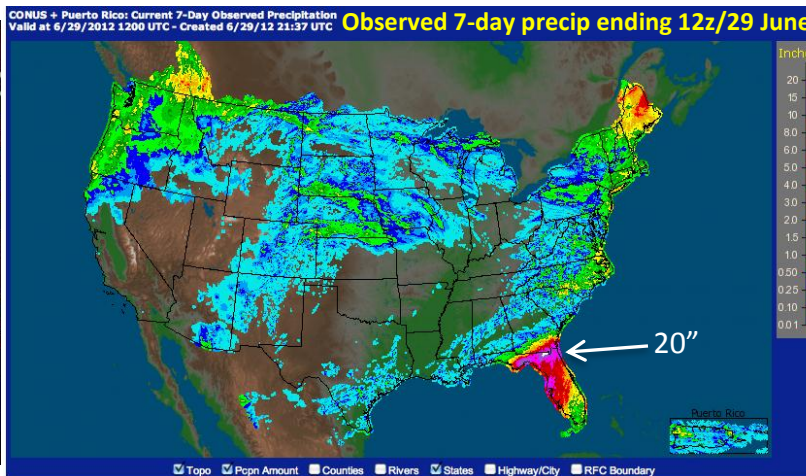 CONUS + Puerto Rico: Current 7-Day Observed Precipitation
Valid at 6/29/2012 1200 UTC - Created 6/29/12 21:37 UTC
Observed 7-day precip ending 12z/29 June
Inche
20
15
10
8.0
6.0
5.0
4.0
3.0
2.0
1.5
1.0
0.50
0.25
0.10
0.01
20”
Puerto Rico
Topo Pcpn Amount Counties Rivers States Highway/City RFC Boundary